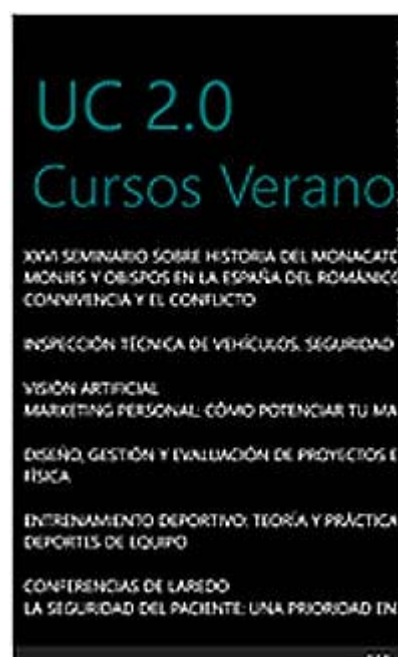 UC 2.0
Cursos Verano
XXVI SEMINARIO SOBRE HISTORIA DEL MONACATO
MONJES Y OBISPOS EN LA ESPAÑA DEL ROMÁNICO
CONNIVENCIA Y EL CONFLICTO
INSPECCIÓN TÉCNICA DE VEHÍCULOS. SEGURIDAD
VISIÓN ARTIFICIAL
MARKETING PERSONAL: CÓMO POTENCIAR TU MA
DISEÑO, GESTIÓN Y EVALUACIÓN DE PROYECTOS E
FÍSICA
ENTRENAMIENTO DEPORTIVO: TEORÍA Y PRÁCTICA
DEPORTES DE EQUIPO
CONFERENCIAS DE LAREDO
LA SEGURIDAD DEL PACIENTE: UNA PRIORIDAD EN